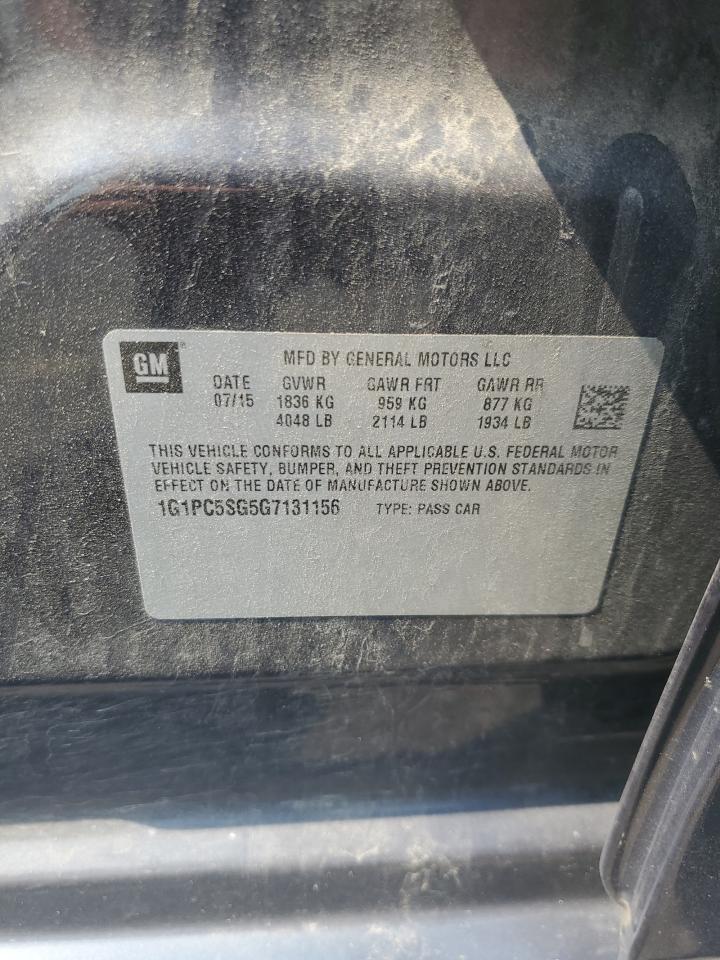 GM
MFD BY GENERAL MOTORS LLC
DATE GVWR GAWR FRT GAWR RR
07/15 1836 KG 959 KG 877 KG
4048 LB 2114 LB 1934 LB
THIS VEHICLE CONFORMS TO ALL APPLICABLE U.S. FEDERAL MOTOR
VEHICLE SAFETY, BUMPER, AND THEFT PREVENTION STANDARDS IN
EFFECT ON THE DATE OF MANUFACTURE SHOWN ABOVE.
1G1PC5SG5G7131156 TYPE: PASS CAR